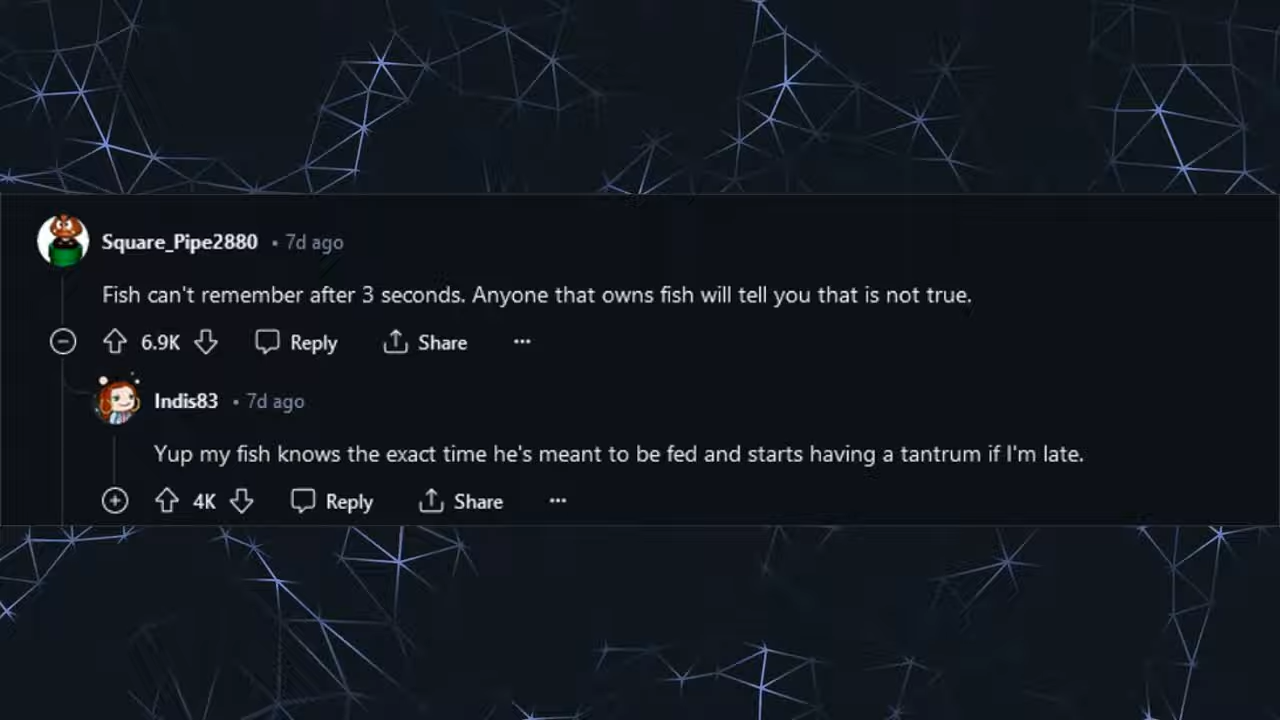 Square_Pipe2880 • 7d ago
Fish can't remember after 3 seconds. Anyone that owns fish will tell you that is not true.
6.9K Reply Share ...
Indis83 • 7d ago
Yup my fish knows the exact time he's meant to be fed and starts having a tantrum if I'm late.
4K Reply Share ...